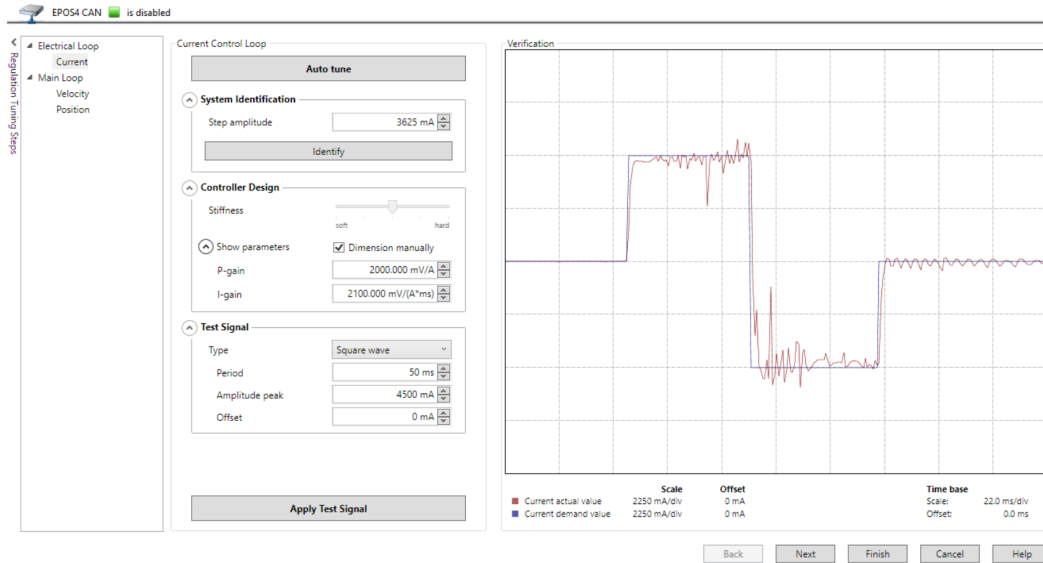 EPOS4 CAN is disabled
Regulation Tuning Steps
Electrical Loop
Current
Main Loop
Velocity
Position
Current Control Loop
Auto tune
System Identification
Step amplitude 3625 mA
Identify
Controller Design
Stiffness
soft hard
Show parameters Dimension manually
P-gain 2000.000 mV/A
I-gain 2100.000 mV/(A*ms)
Test Signal
Type Square wave
Period 50 ms
Amplitude peak 4500 mA
Offset 0 mA
Apply Test Signal
Verification
Scale Offset Time base
Current actual value 2250 mA/div 0 mA Scale: 22.0 ms/div
Current demand value 2250 mA/div 0 mA Offset: 0.0 ms
Back Next Finish Cancel Help